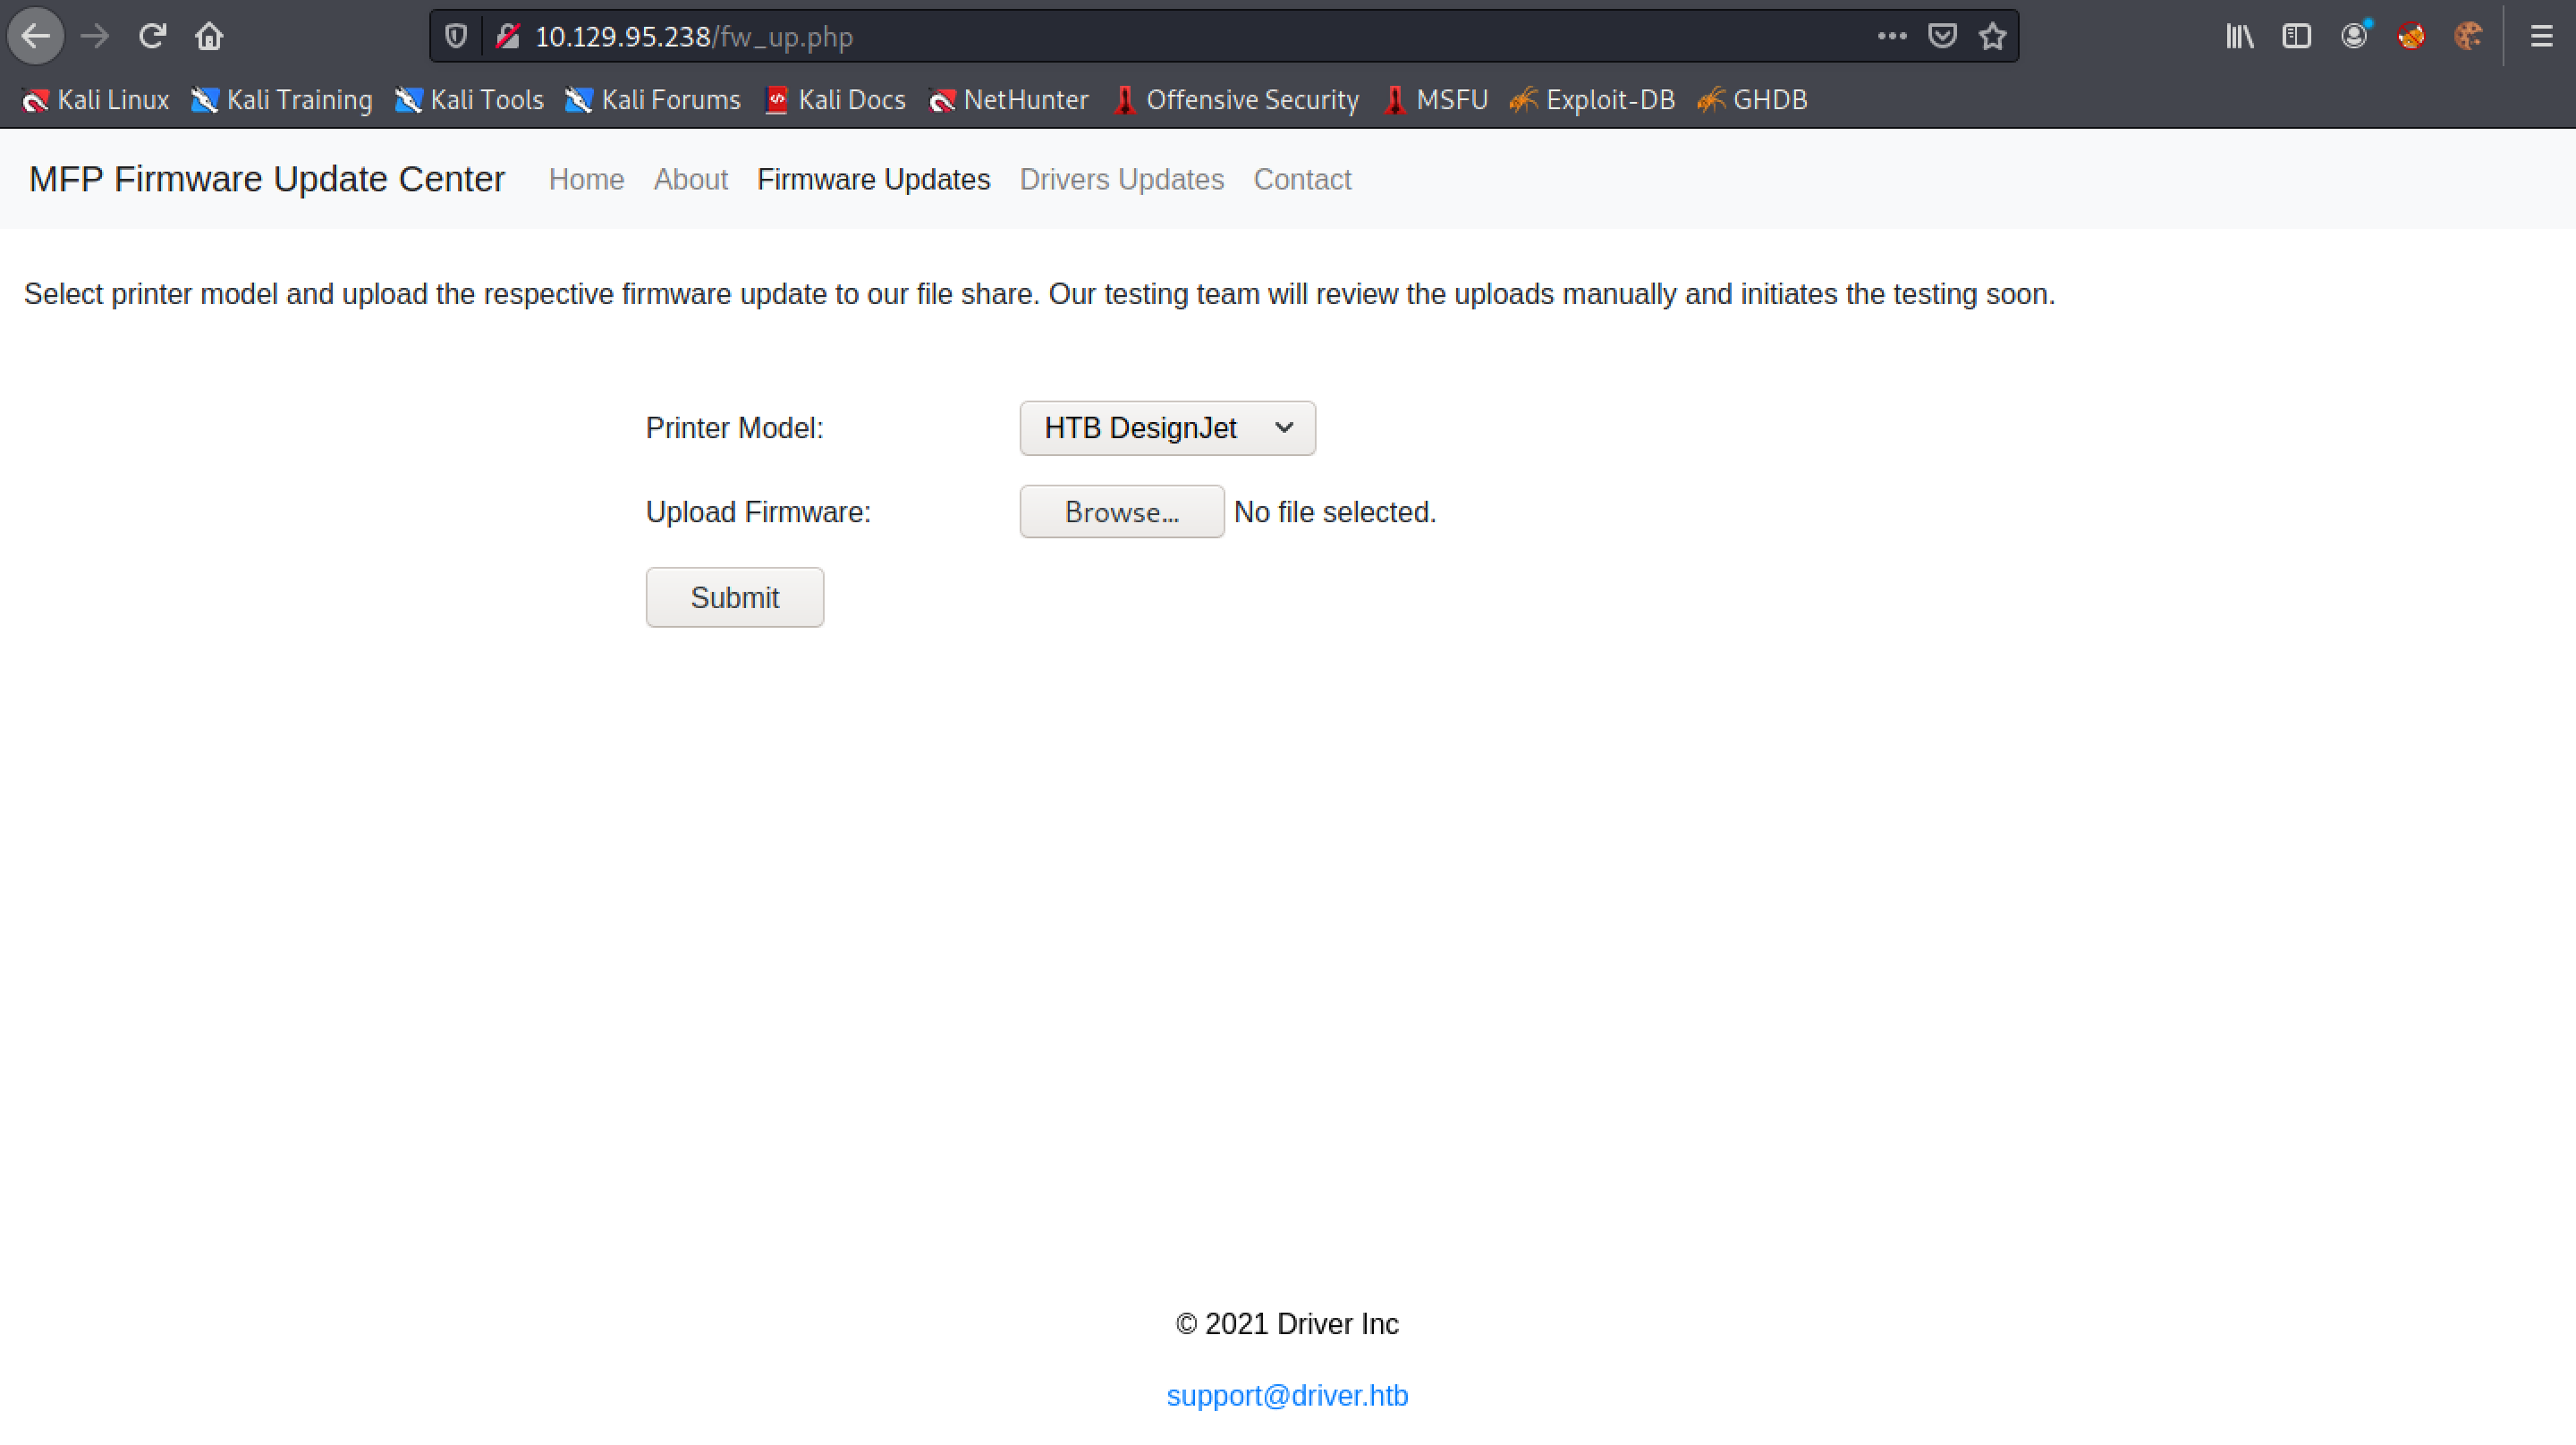 10.129.95.238/fw_up.php
Kali Linux Kali Training Kali Tools Kali Forums Kali Docs NetHunter Offensive Security MSFU Exploit-DB GHDB
MFP Firmware Update Center Home About Firmware Updates Drivers Updates Contact
Select printer model and upload the respective firmware update to our file share. Our testing team will review the uploads manually and initiates the testing soon.
Printer Model: HTB DesignJet
Upload Firmware: Browse... No file selected.
Submit
© 2021 Driver Inc
support@driver.htb